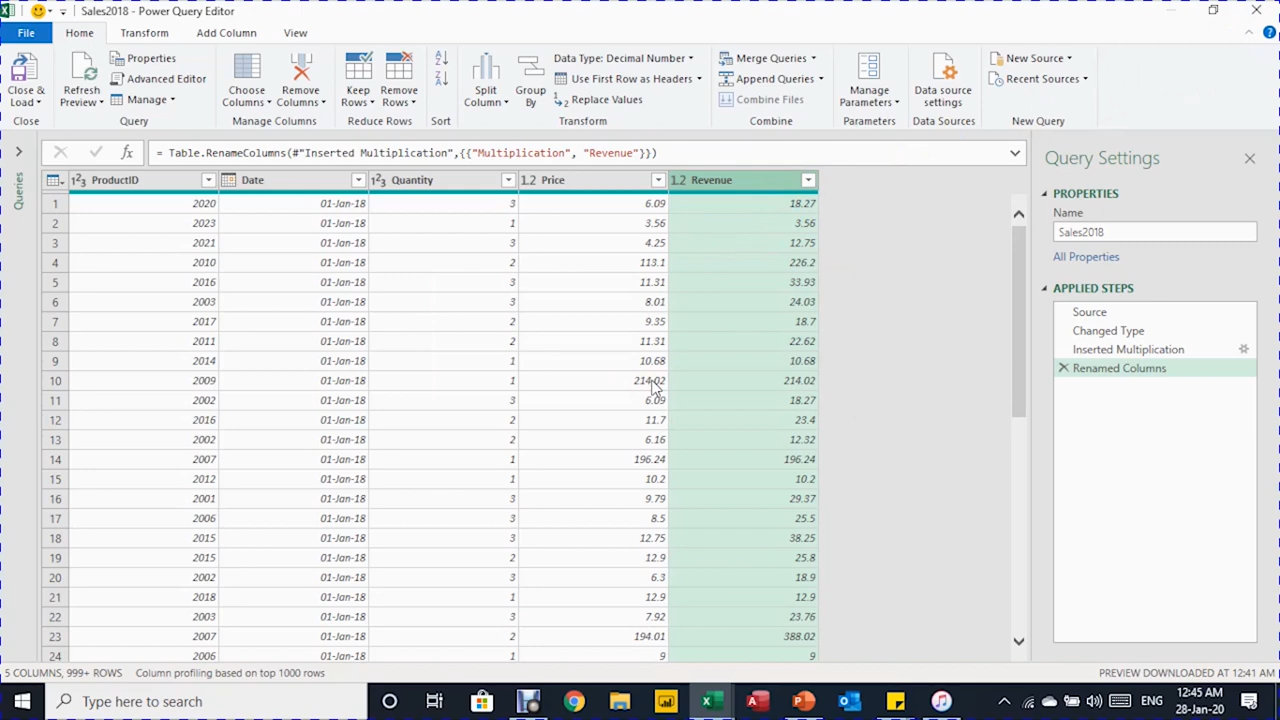 Sales2018 - Power Query Editor
File Home Transform Add Column View
Close & Load
Close
Refresh Preview
Properties
Advanced Editor
Manage
Query
Choose Columns
Remove Columns
Manage Columns
Keep Rows
Remove Rows
Reduce Rows
Sort
Split Column
Group By
Data Type: Decimal Number
Use First Row as Headers
Replace Values
Transform
Merge Queries
Append Queries
Combine Files
Combine
Manage Parameters
Parameters
Data source settings
Data Sources
New Source
Recent Sources
New Query
Queries
= Table.RenameColumns(#"Inserted Multiplication",{{"Multiplication", "Revenue"}})
1 2 3 ProductID Date 1 2 3 Quantity 1.2 Price 1.2 Revenue
1 2020 01-Jan-18 3 6.09 18.27
2 2023 01-Jan-18 1 3.56 3.56
3 2021 01-Jan-18 3 4.25 12.75
4 2010 01-Jan-18 2 113.1 226.2
5 2016 01-Jan-18 3 11.31 33.93
6 2003 01-Jan-18 3 8.01 24.03
7 2017 01-Jan-18 2 9.35 18.7
8 2011 01-Jan-18 2 11.31 22.62
9 2014 01-Jan-18 1 10.68 10.68
10 2009 01-Jan-18 1 214.02 214.02
11 2002 01-Jan-18 3 6.09 18.27
12 2016 01-Jan-18 2 11.7 23.4
13 2002 01-Jan-18 2 6.16 12.32
14 2007 01-Jan-18 1 196.24 196.24
15 2012 01-Jan-18 1 10.2 10.2
16 2001 01-Jan-18 3 9.79 29.37
17 2006 01-Jan-18 3 8.5 25.5
18 2015 01-Jan-18 3 12.75 38.25
19 2015 01-Jan-18 2 12.9 25.8
20 2002 01-Jan-18 3 6.3 18.9
21 2018 01-Jan-18 1 12.9 12.9
22 2003 01-Jan-18 3 7.92 23.76
23 2007 01-Jan-18 2 194.01 388.02
24 2006 01-Jan-18 1 9 9
Query Settings
PROPERTIES
Name
Sales2018
All Properties
APPLIED STEPS
Source
Changed Type
Inserted Multiplication
Renamed Columns
5 COLUMNS, 999+ ROWS Column profiling based on top 1000 rows PREVIEW DOWNLOADED AT 12:41 AM
Type here to search
ENG
12:45 AM
28-Jan-20